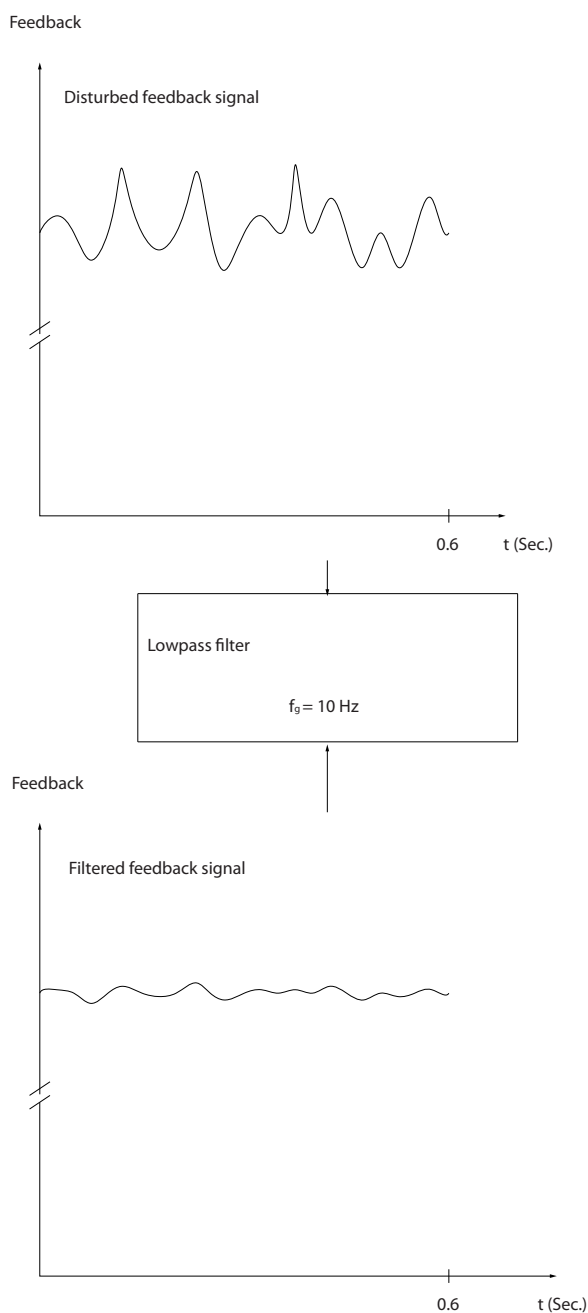 Feedback
Disturbed feedback signal
0.6 t (Sec.)
Lowpass filter
fg = 10 Hz
Feedback
Filtered feedback signal
0.6 t (Sec.)